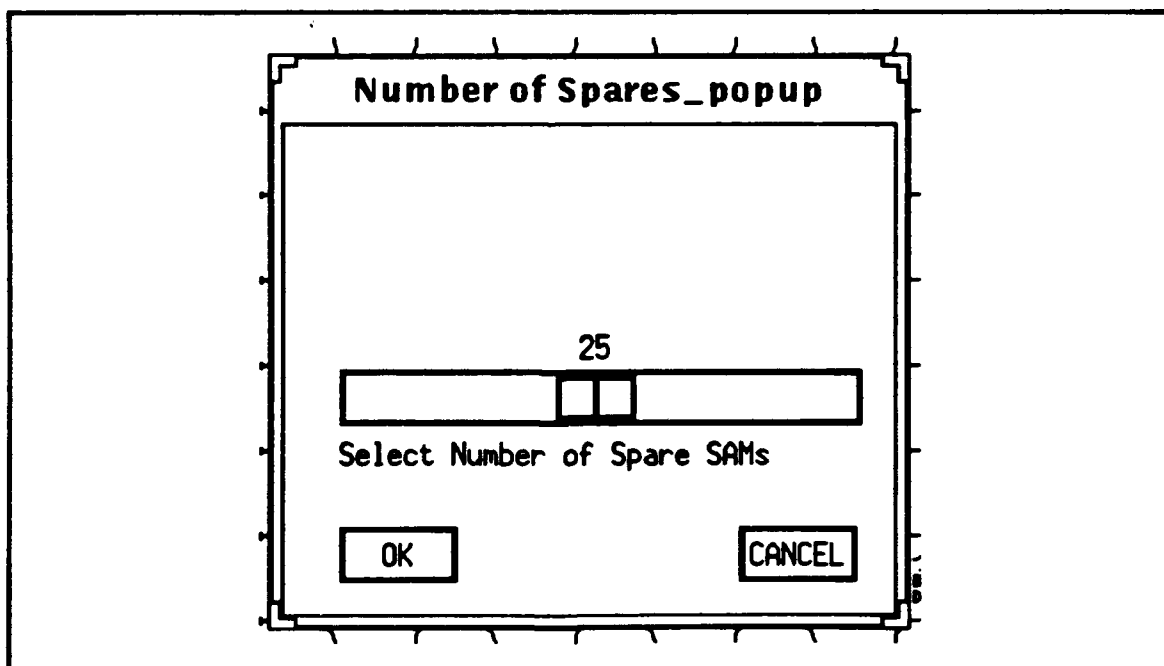 Number of Spares_popup
25
Select Number of Spare SAMs
OK
CANCEL